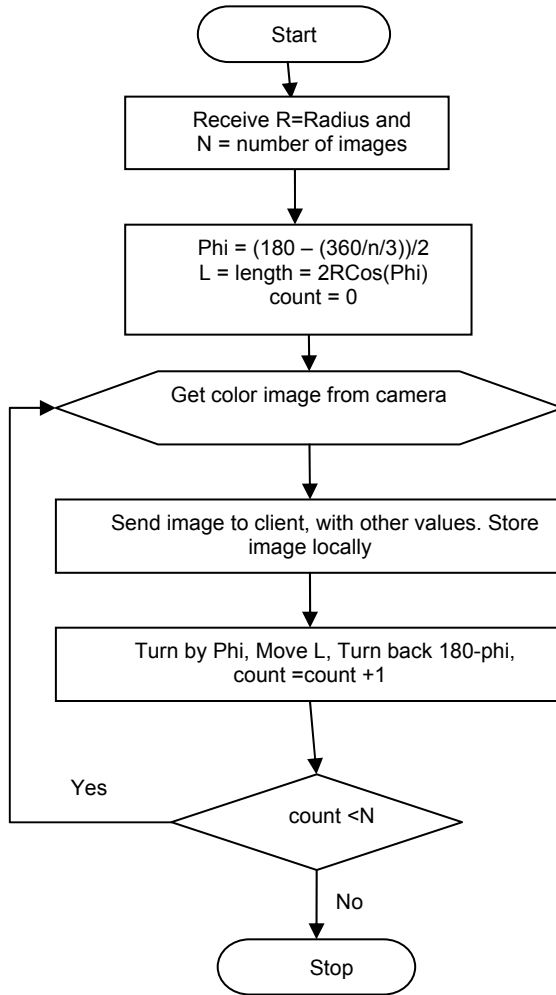 Start
Receive R=Radius and
N = number of images
Phi = (180 – (360/n/3))/2
L = length = 2RCos(Phi)
count = 0
Get color image from camera
Send image to client, with other values. Store
image locally
Turn by Phi, Move L, Turn back 180-phi,
count =count +1
Yes
count <N
No
Stop